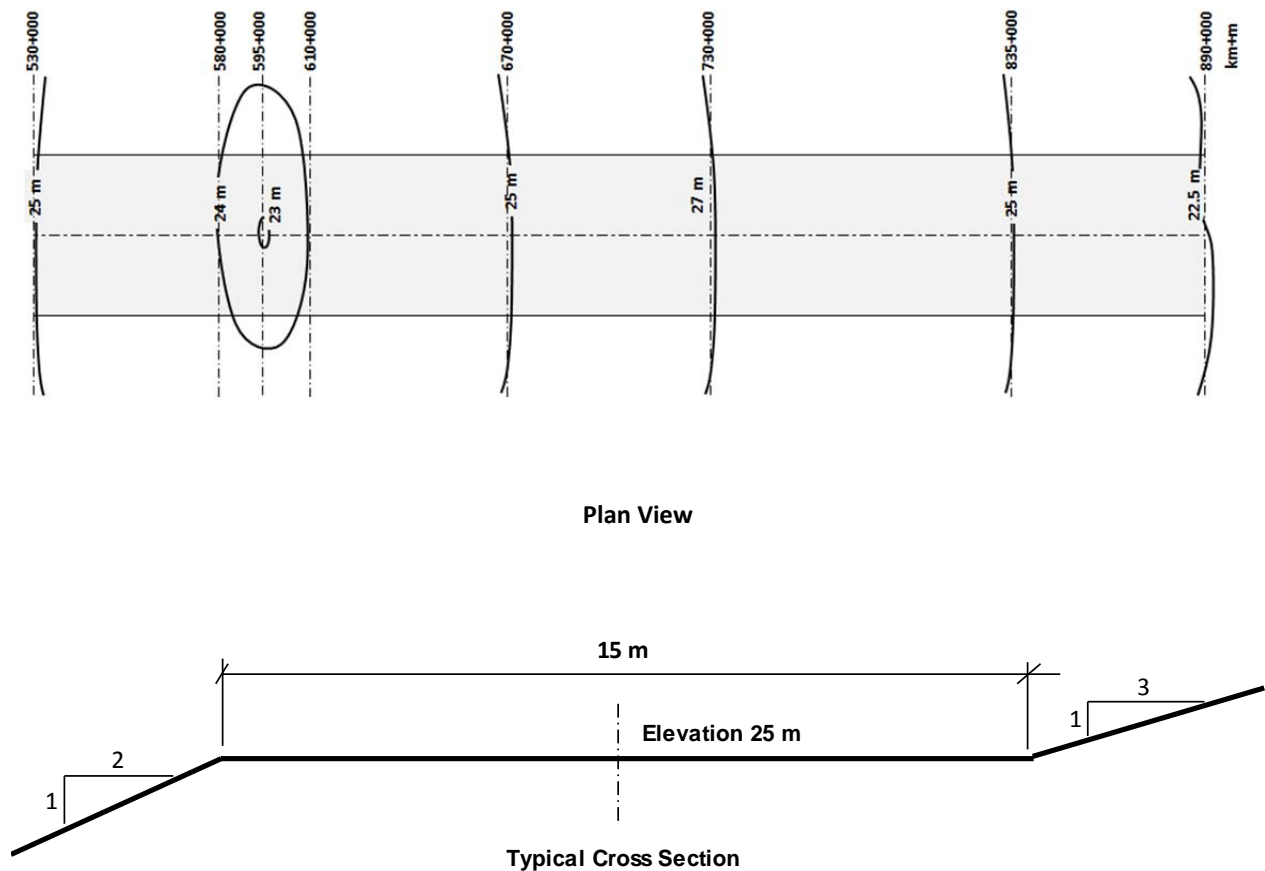 530+000
580+000
595+000
610+000
670+000
730+000
835+000
890+000
km+m
25 m
24 m
23 m
25 m
27 m
25 m
22.5 m
Plan View
15 m
Elevation 25 m
2
1
3
1
Typical Cross Section